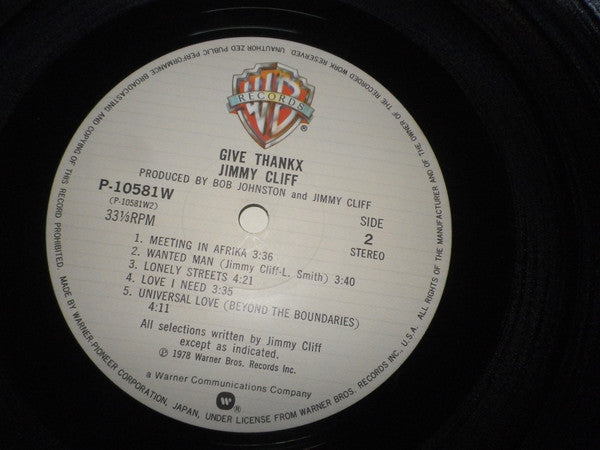 WB
RECORDS
®
GIVE THANKX
JIMMY CLIFF
PRODUCED BY BOB JOHNSTON and JIMMY CLIFF
P-10581W
(P-10581W2)
33⅓RPM
SIDE
2
STEREO
1. MEETING IN AFRIKA 3:36
2. WANTED MAN (Jimmy Cliff-L. Smith) 3:40
3. LONELY STREETS 4:21
4. LOVE I NEED 3:35
5. UNIVERSAL LOVE (BEYOND THE BOUNDARIES)
4:11
All selections written by Jimmy Cliff
except as indicated.
℗ 1978 Warner Bros. Records Inc.
a Warner Communications Company
®
ALL RIGHTS OF THE MANUFACTURER AND OF THE OWNER OF THE RECORDED WORK RESERVED. UNAUTHORIZED PUBLIC PERFORMANCE BROADCASTING AND COPYING OF THIS RECORD PROHIBITED
MADE BY WARNER-PIONEER CORPORATION, JAPAN, UNDER LICENSE FROM WARNER BROS. RECORDS INC., U.S.A.